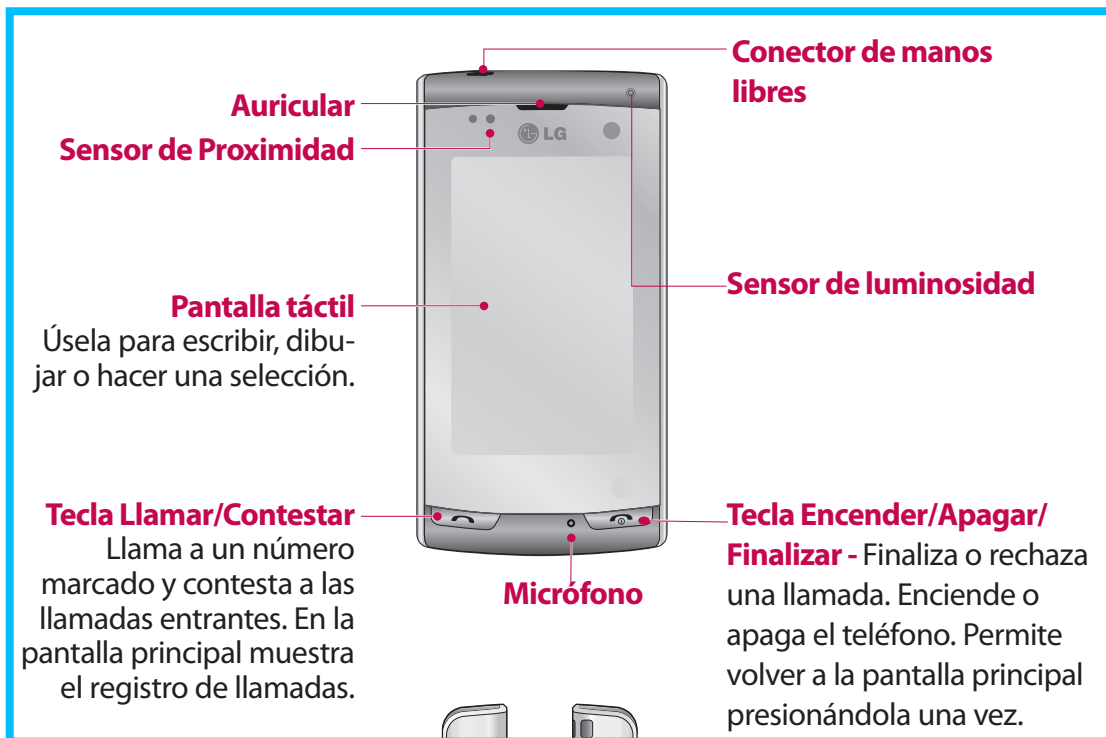 Conector de manos
libres
Auricular
Sensor de Proximidad
LG
Sensor de luminosidad
Pantalla táctil
Úsela para escribir, dibu-
jar o hacer una selección.
Tecla Llamar/Contestar
Llama a un número
marcado y contesta a las
llamadas entrantes. En la
pantalla principal muestra
el registro de llamadas.
Micrófono
Tecla Encender/Apagar/
Finalizar - Finaliza o rechaza
una llamada. Enciende o
apaga el teléfono. Permite
volver a la pantalla principal
presionándola una vez.